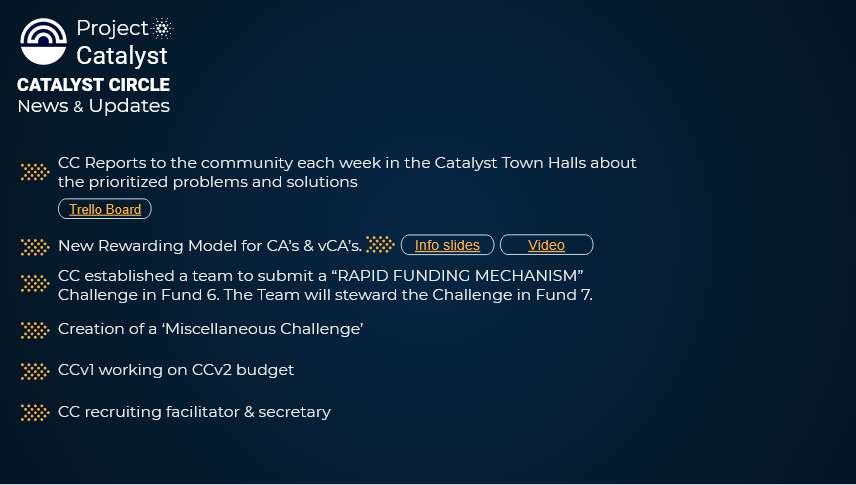 Project
Catalyst
CATALYST CIRCLE
News & Updates
CC Reports to the community each week in the Catalyst Town Halls about
the prioritized problems and solutions
Trello Board
New Rewarding Model for CA's & vCA's. Info slides Video
CC established a team to submit a “RAPID FUNDING MECHANISM”
Challenge in Fund 6. The Team will steward the Challenge in Fund 7.
Creation of a ‘Miscellaneous Challenge’
CCv1 working on CCv2 budget
CC recruiting facilitator & secretary